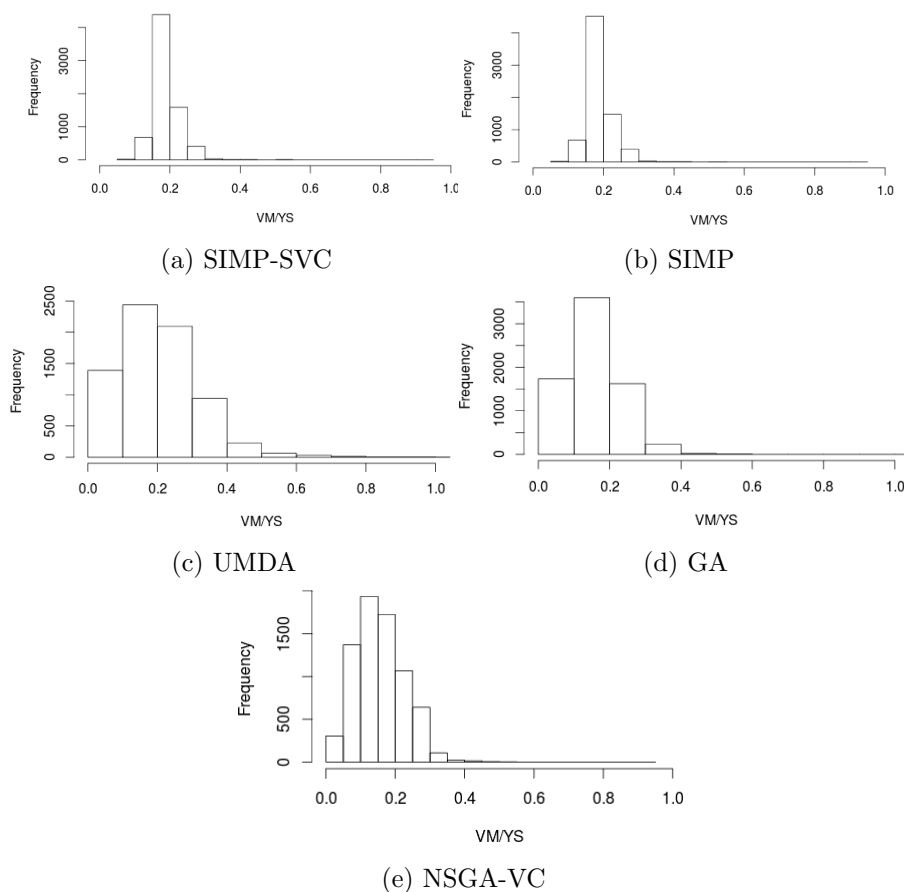 Frequency
0 1000 3000
0.0 0.2 0.4 0.6 0.8 1.0
VM/YS
(a) SIMP-SVC
Frequency
0 1000 3000
0.0 0.2 0.4 0.6 0.8 1.0
VM/YS
(b) SIMP
Frequency
0 500 1500 2500
0.0 0.2 0.4 0.6 0.8 1.0
VM/YS
(c) UMDA
Frequency
0 1000 2000 3000
0.0 0.2 0.4 0.6 0.8 1.0
VM/YS
(d) GA
Frequency
0 500 1500
0.0 0.2 0.4 0.6 0.8 1.0
VM/YS
(e) NSGA-VC